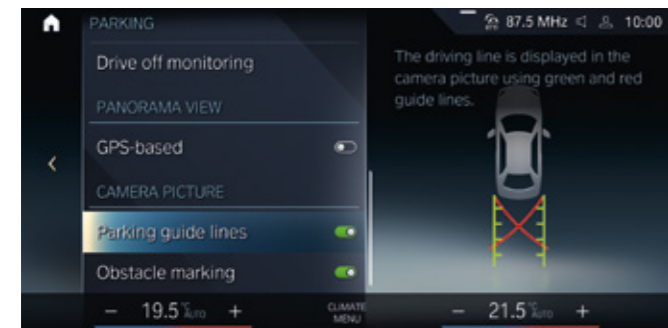 PARKING
87.5 MHz 10:00
Drive off monitoring
PANORAMA VIEW
GPS-based
CAMERA PICTURE
Parking guide lines
Obstacle marking
The driving line is displayed in the
camera picture using green and red
guide lines.
− 19.5 °C AUTO +
CLIMATE
MENU
− 21.5 °C AUTO +